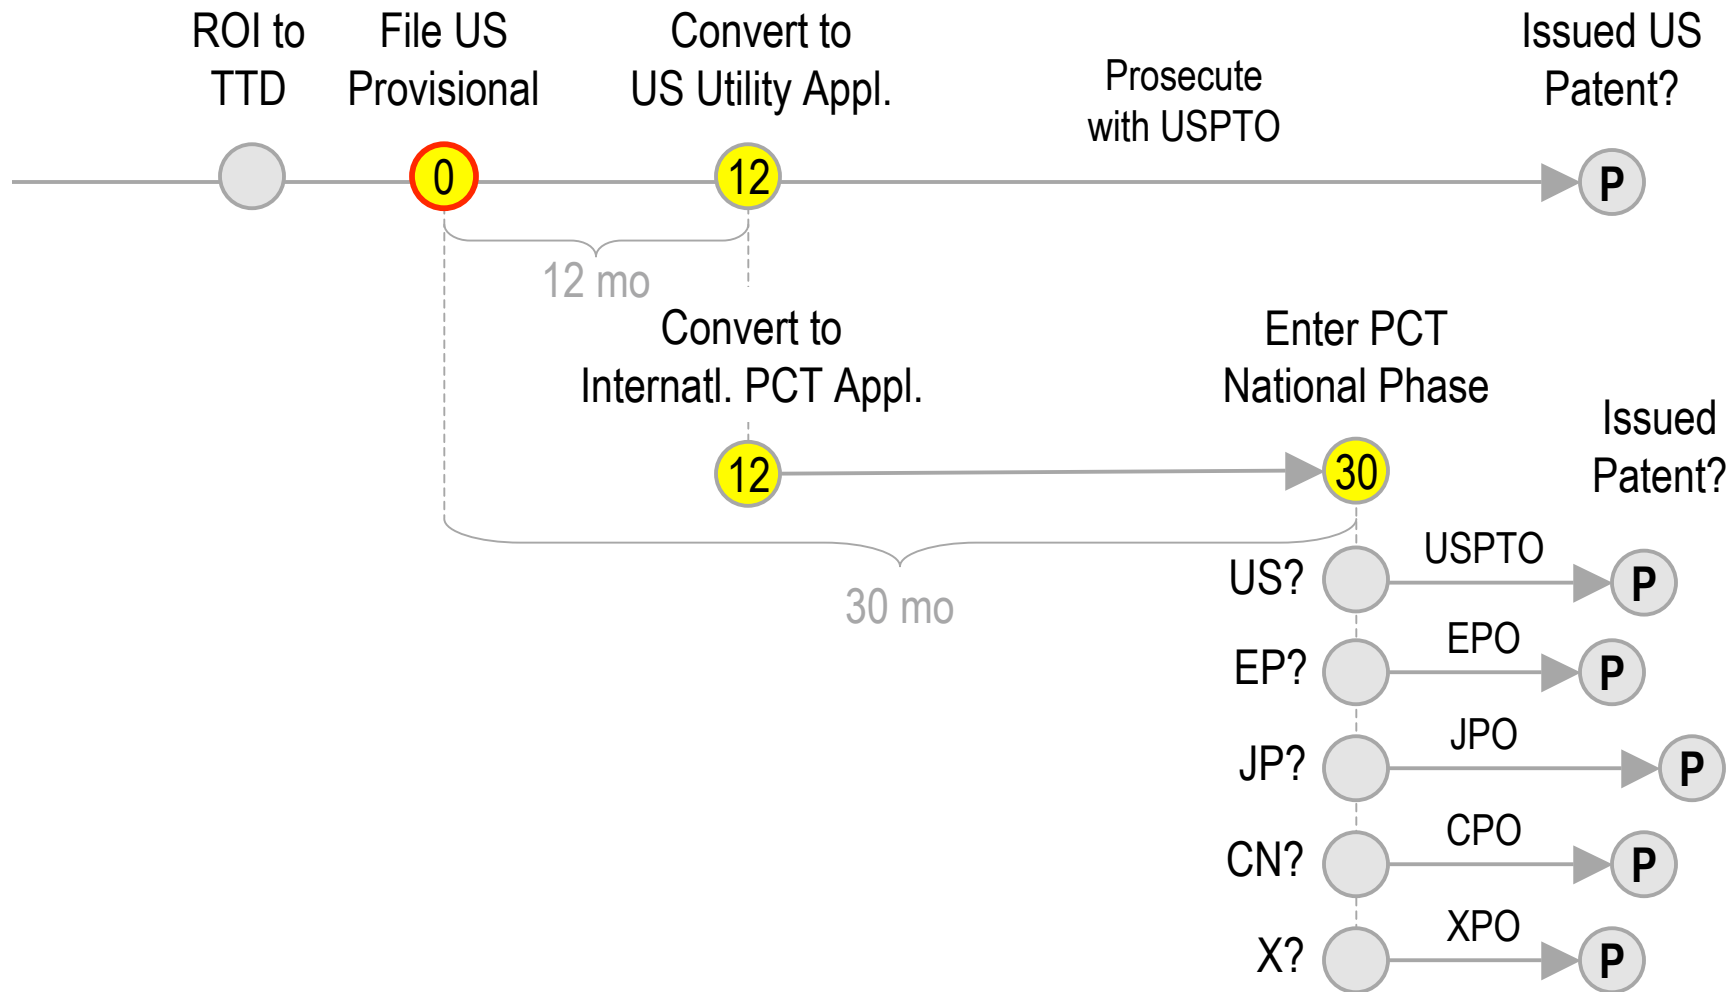 ROI to
TTD
File US
Provisional
Convert to
US Utility Appl.
Prosecute
with USPTO
Issued US
Patent?
0
12
P
12 mo
Convert to
Internatl. PCT Appl.
Enter PCT
National Phase
Issued
Patent?
12
30
30 mo
US?
USPTO
P
EP?
EPO
P
JP?
JPO
P
CN?
CPO
P
X?
XPO
P